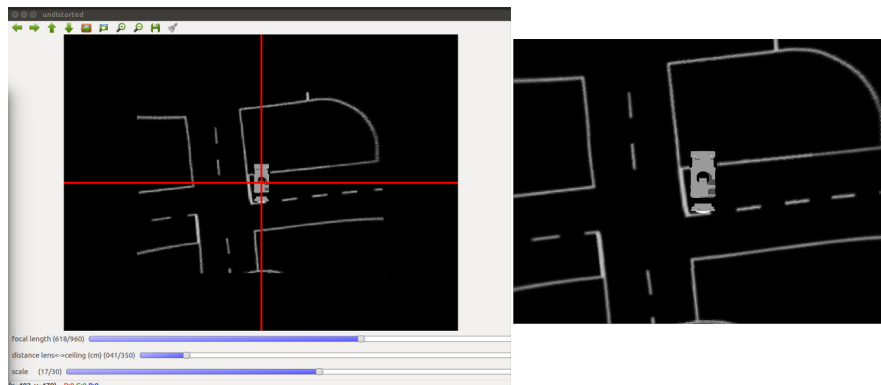 undistorted
focal length (618/960)
distance lens<->ceiling (cm) (041/350)
scale (17/30)